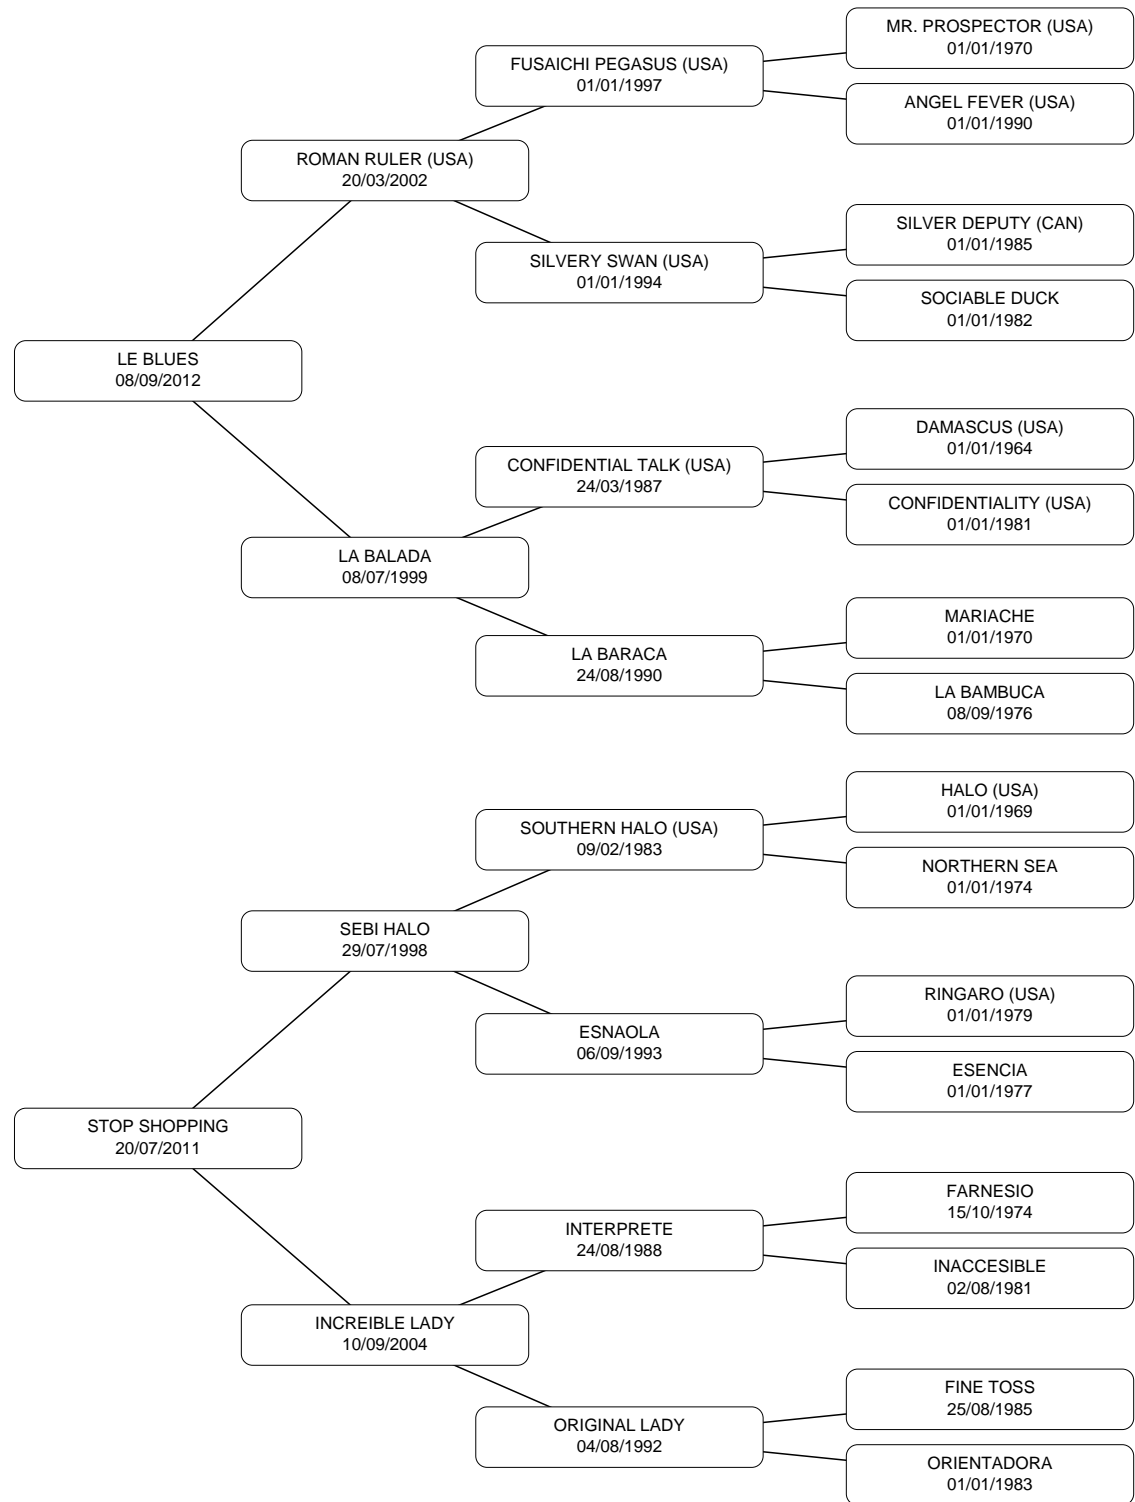 MR. PROSPECTOR (USA)
01/01/1970
FUSAICHI PEGASUS (USA)
01/01/1997
ANGEL FEVER (USA)
01/01/1990
ROMAN RULER (USA)
20/03/2002
SILVER DEPUTY (CAN)
01/01/1985
SILVERY SWAN (USA)
01/01/1994
SOCIABLE DUCK
01/01/1982
LE BLUES
08/09/2012
DAMASCUS (USA)
01/01/1964
CONFIDENTIAL TALK (USA)
24/03/1987
CONFIDENTIALITY (USA)
01/01/1981
LA BALADA
08/07/1999
MARIACHE
01/01/1970
LA BARACA
24/08/1990
LA BAMBUCA
08/09/1976
HALO (USA)
01/01/1969
SOUTHERN HALO (USA)
09/02/1983
NORTHERN SEA
01/01/1974
SEBI HALO
29/07/1998
RINGARO (USA)
01/01/1979
ESNAOLA
06/09/1993
ESENCIA
01/01/1977
STOP SHOPPING
20/07/2011
FARNESIO
15/10/1974
INTERPRETE
24/08/1988
INACCESIBLE
02/08/1981
INCREIBLE LADY
10/09/2004
FINE TOSS
25/08/1985
ORIGINAL LADY
04/08/1992
ORIENTADORA
01/01/1983